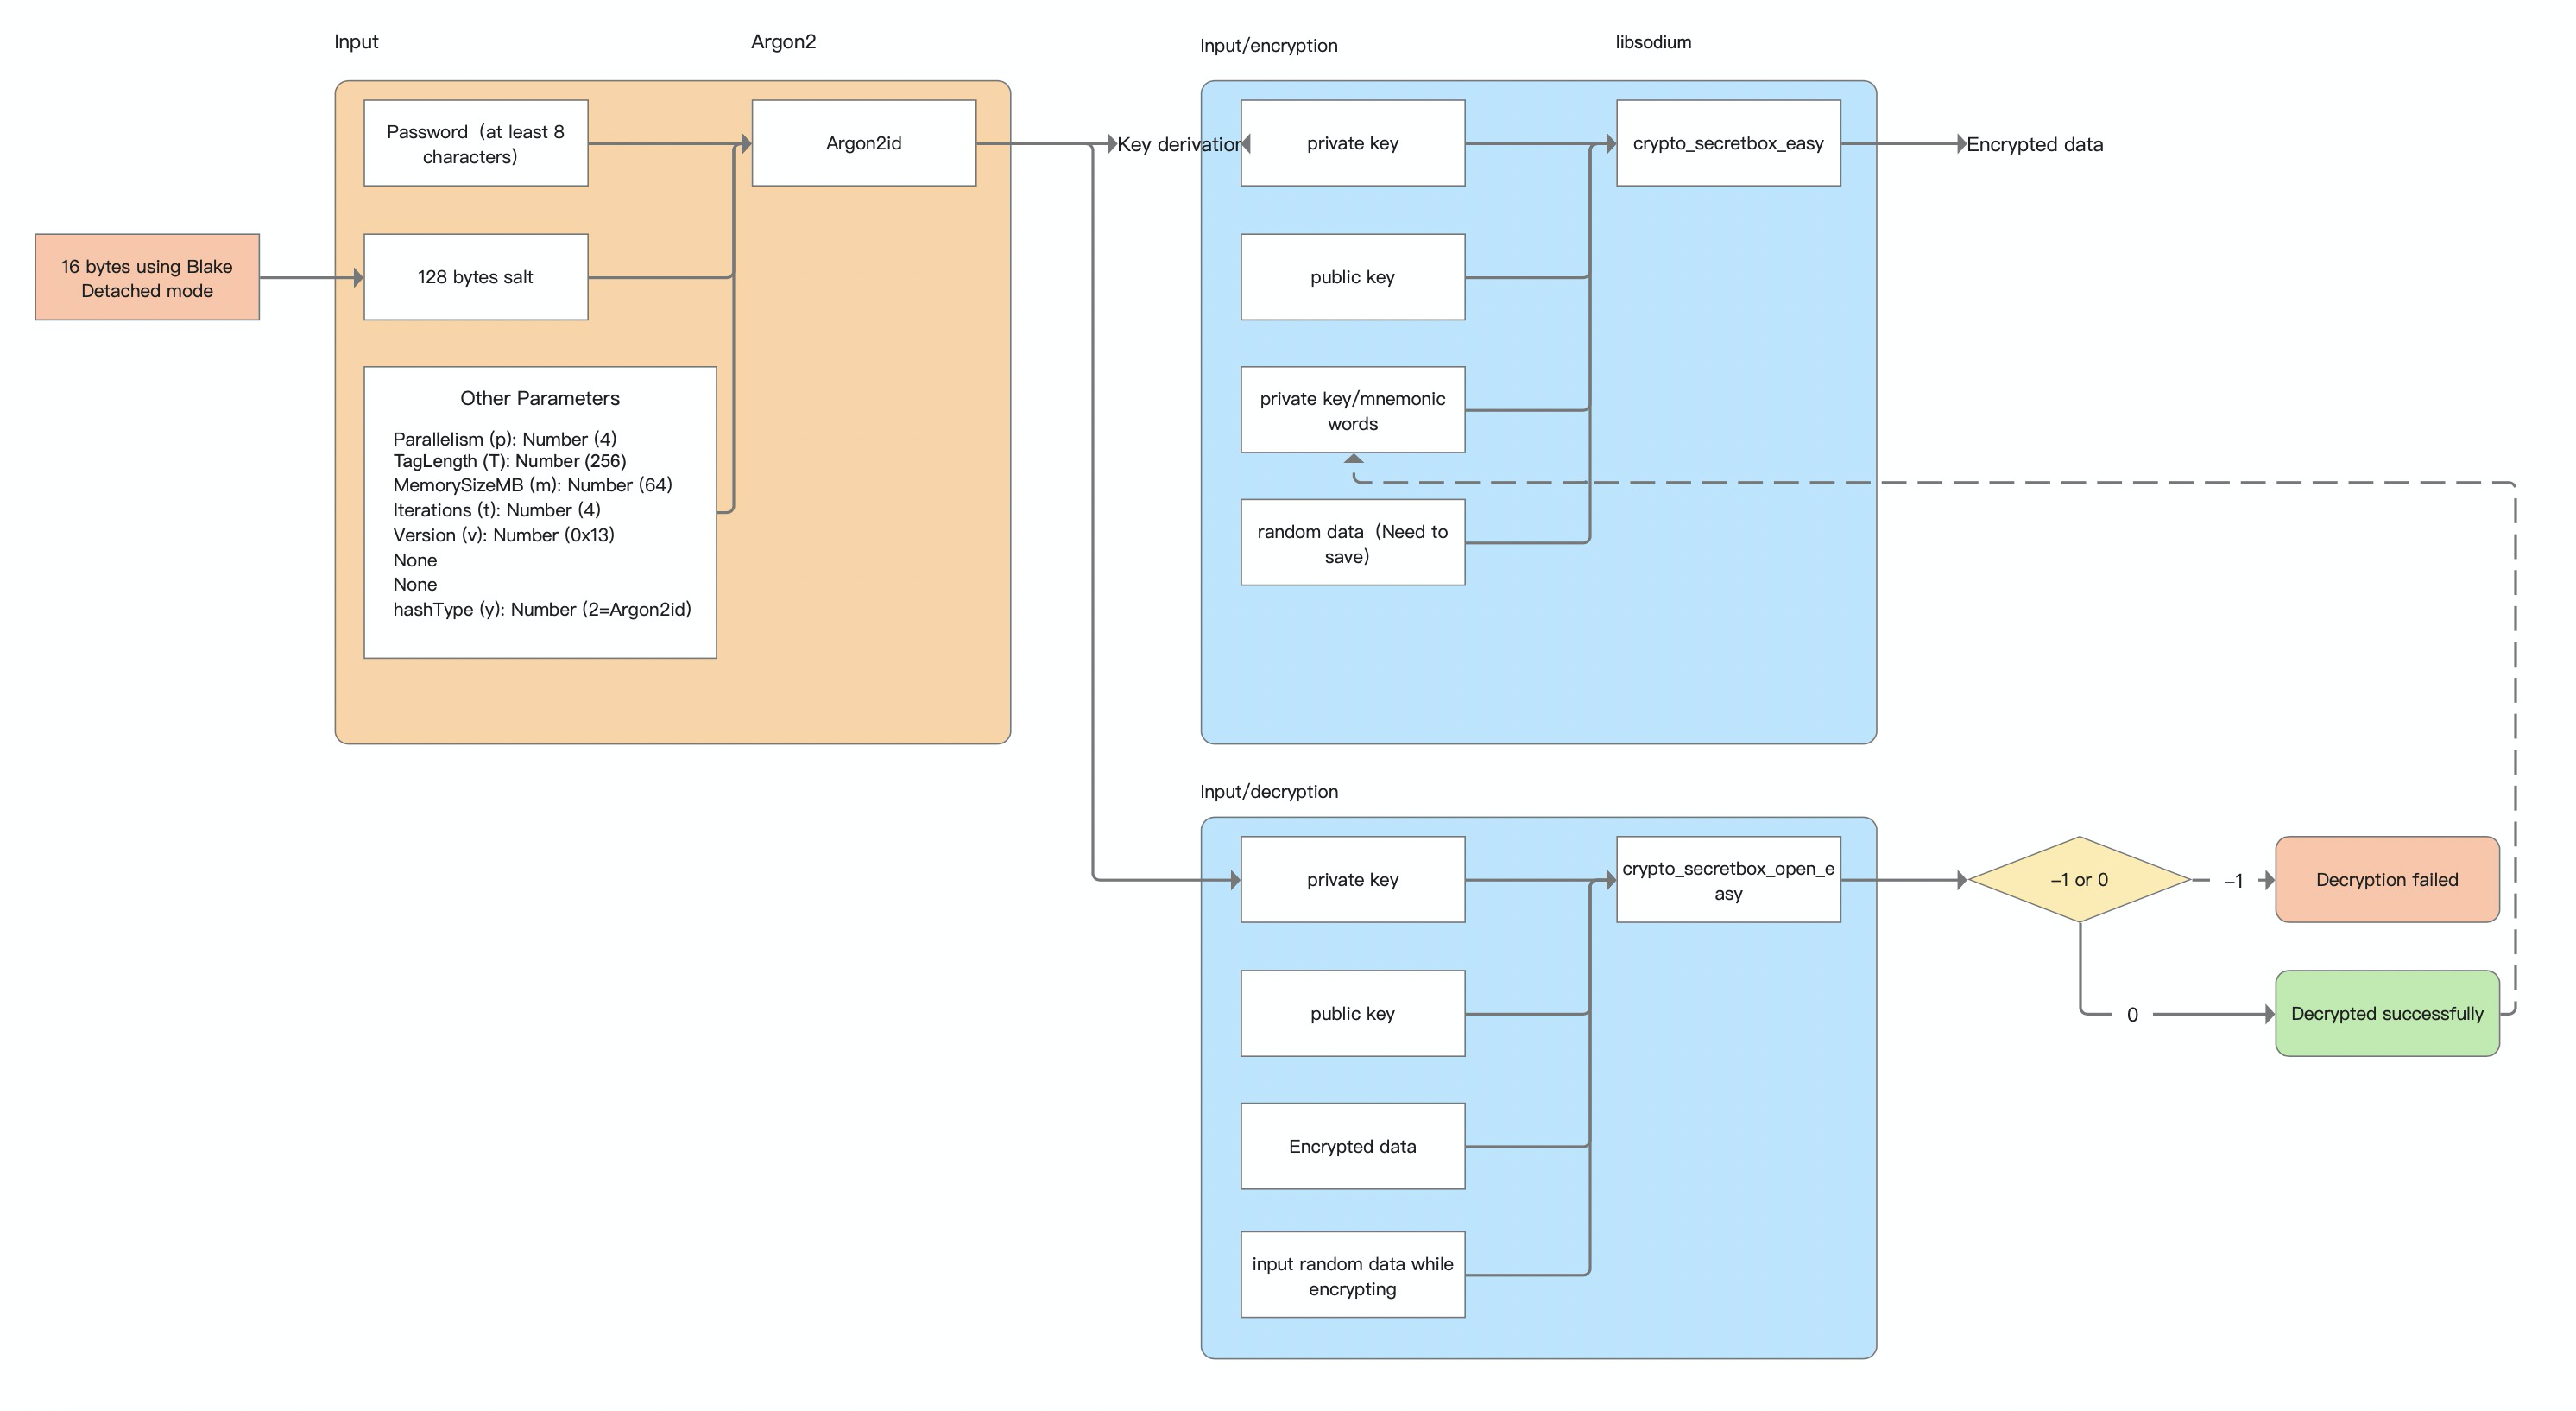 Input
Argon2
Input/encryption
libsodium
Password（at least 8
characters)
Argon2id
Key derivation
private key
crypto_secretbox_easy
Encrypted data
16 bytes using Blake
Detached mode
128 bytes salt
public key
Other Parameters
Parallelism (p): Number (4)
TagLength (T): Number (256)
MemorySizeMB (m): Number (64)
Iterations (t): Number (4)
Version (v): Number (0x13)
None
None
hashType (y): Number (2=Argon2id)
private key/mnemonic
words
random data（Need to
save)
Input/decryption
private key
crypto_secretbox_open_e
asy
-1 or 0
-1
Decryption failed
public key
0
Decrypted successfully
Encrypted data
input random data while
encrypting